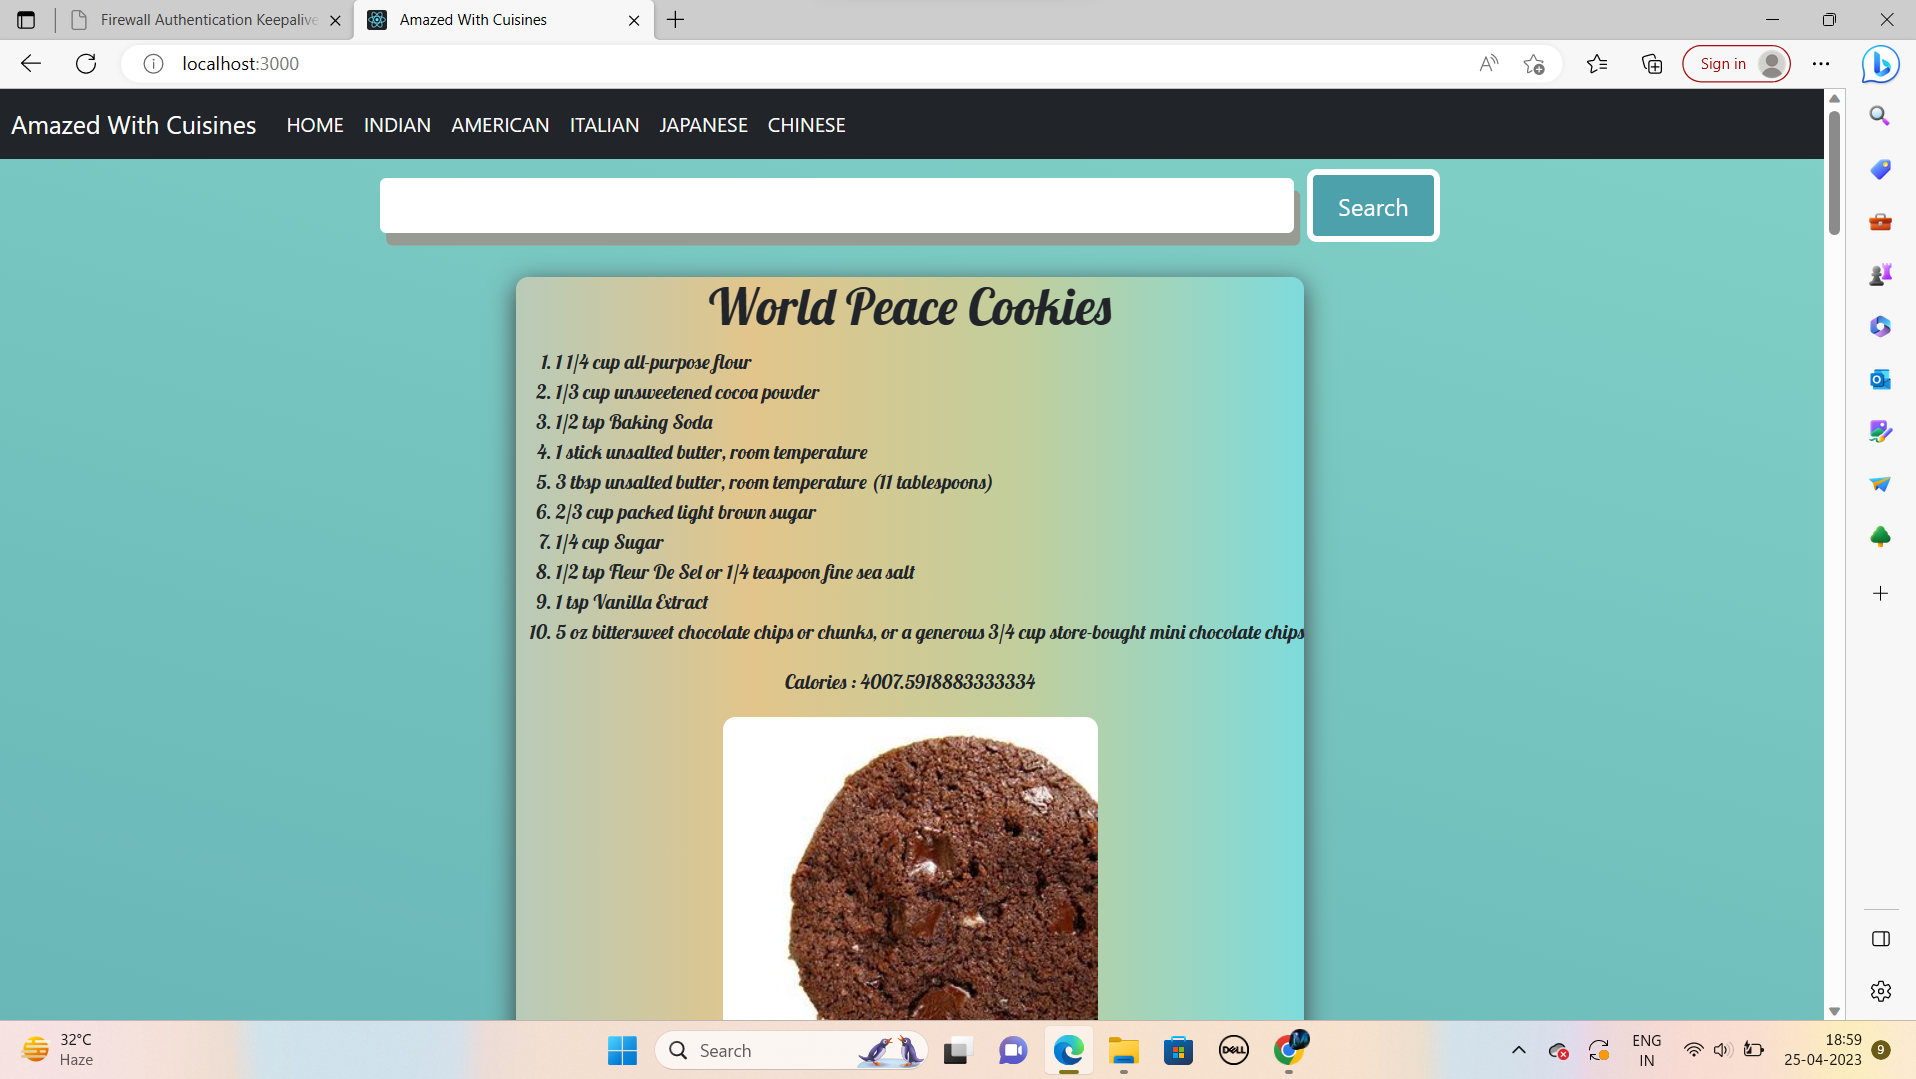 Firewall Authentication Keepalive
Amazed With Cuisines
localhost:3000
Sign in
Amazed With Cuisines HOME INDIAN AMERICAN ITALIAN JAPANESE CHINESE
Search
World Peace Cookies
1. 1 1/4 cup all-purpose flour
2. 1/3 cup unsweetened cocoa powder
3. 1/2 tsp Baking Soda
4. 1 stick unsalted butter, room temperature
5. 3 tbsp unsalted butter, room temperature (11 tablespoons)
6. 2/3 cup packed light brown sugar
7. 1/4 cup Sugar
8. 1/2 tsp Fleur De Sel or 1/4 teaspoon fine sea salt
9. 1 tsp Vanilla Extract
10. 5 oz bittersweet chocolate chips or chunks, or a generous 3/4 cup store-bought mini chocolate chips
Calories : 4007.5918883333334
32°C
Haze
Search
DELL
ENG
IN
18:59
25-04-2023
9